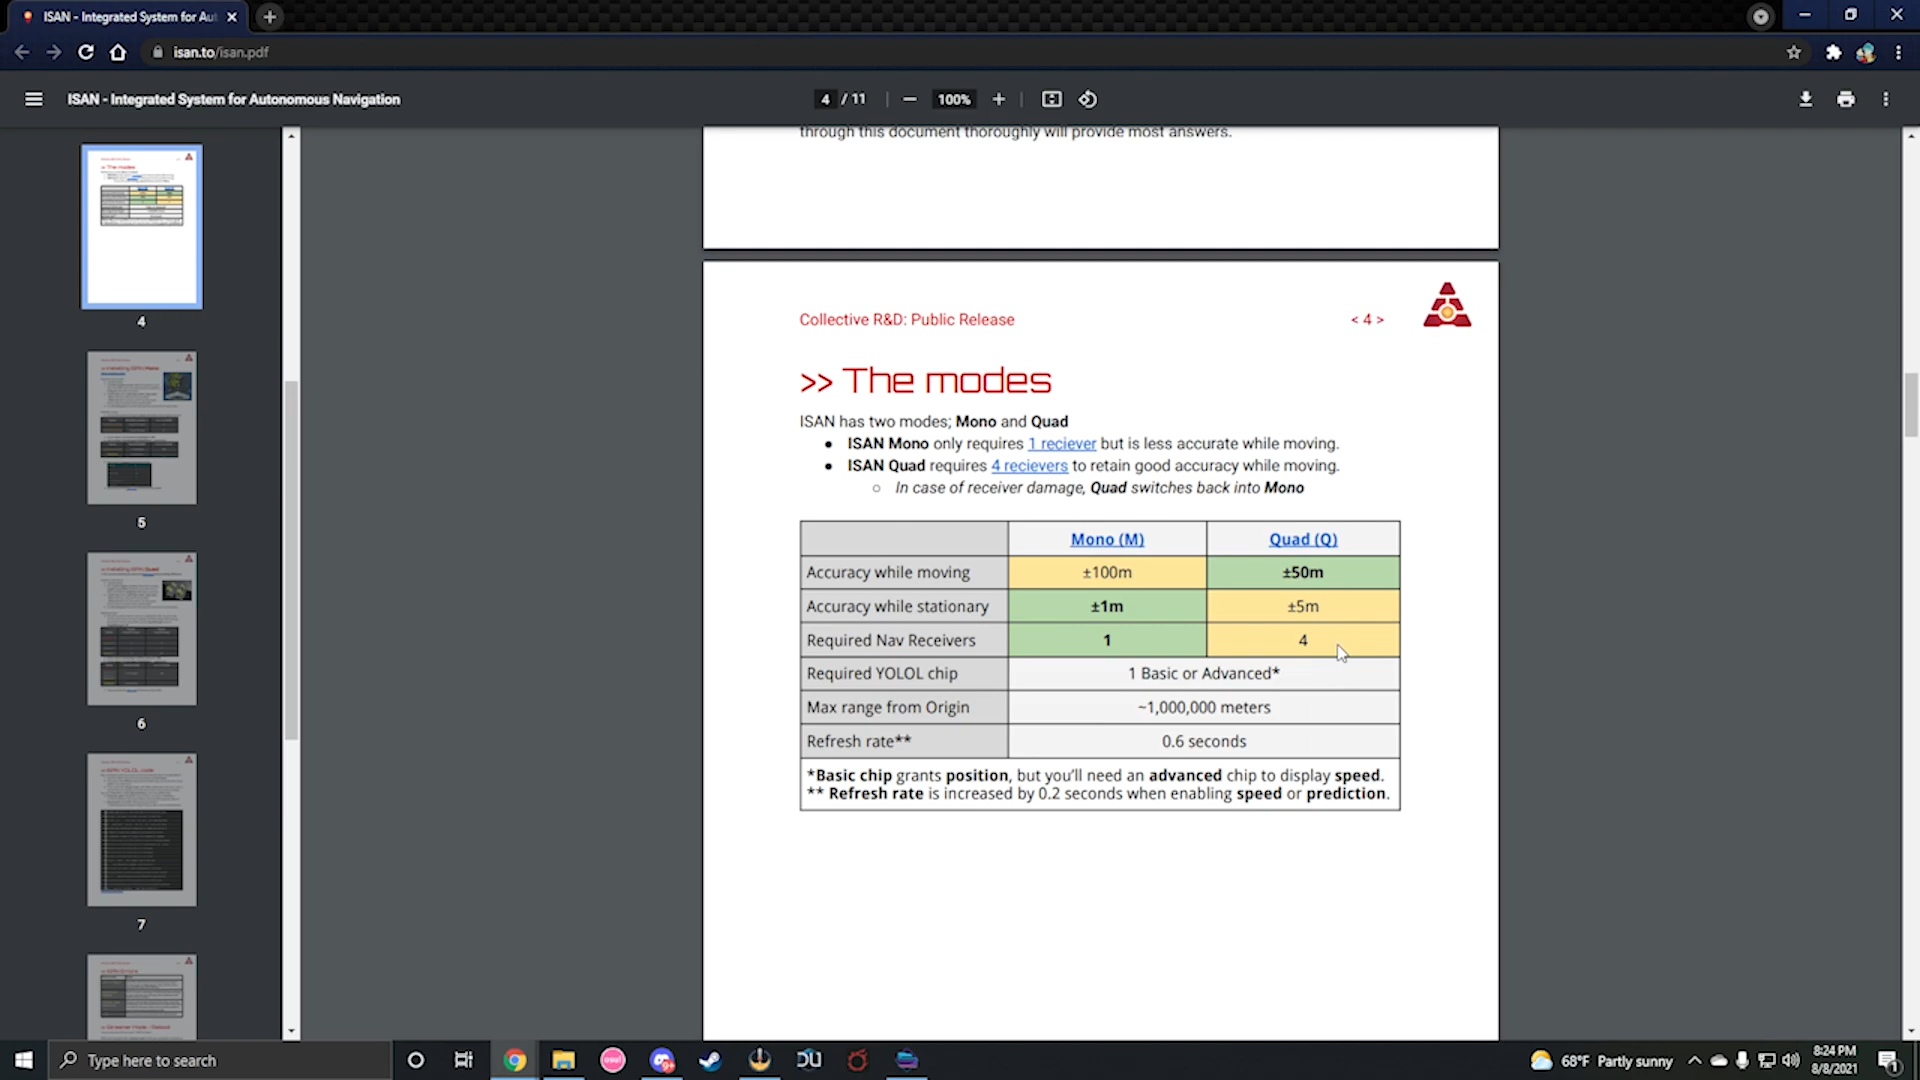 ISAN - Integrated System for Au
isan.to/isan.pdf
ISAN - Integrated System for Autonomous Navigation
4 / 11
100%
through this document thoroughly will provide most answers.
4
5
6
7
Collective R&D: Public Release
< 4 >
>> The modes
ISAN has two modes; Mono and Quad
● ISAN Mono only requires 1 reciever but is less accurate while moving.
● ISAN Quad requires 4 recievers to retain good accuracy while moving.
○ In case of receiver damage, Quad switches back into Mono
Mono (M) Quad (Q)
Accuracy while moving ±100m ±50m
Accuracy while stationary ±1m ±5m
Required Nav Receivers 1 4
Required YOLOL chip 1 Basic or Advanced*
Max range from Origin ~1,000,000 meters
Refresh rate** 0.6 seconds
*Basic chip grants position, but you'll need an advanced chip to display speed.
** Refresh rate is increased by 0.2 seconds when enabling speed or prediction.
Type here to search
osu!
DU
68°F Partly sunny
8:24 PM
8/8/2021
1